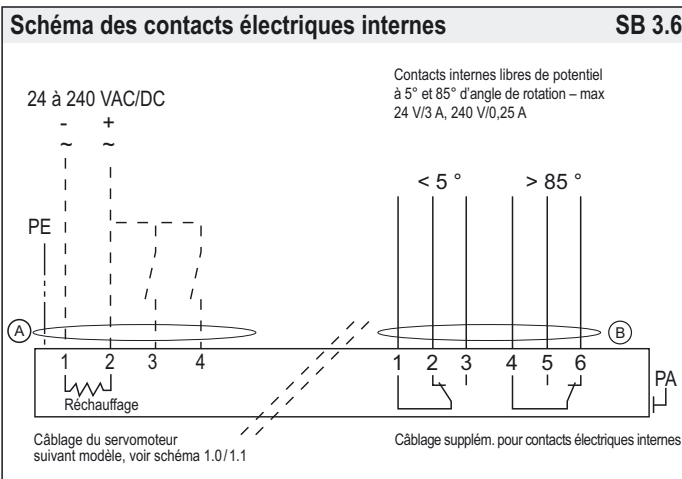 Schéma des contacts électriques internes SB 3.6
24 à 240 VAC/DC
- +
~ ~
Contacts internes libres de potentiel
à 5° et 85° d'angle de rotation – max
24 V/3 A, 240 V/0,25 A
< 5 ° > 85 °
PE
A B
1 2 3 4 1 2 3 4 5 6
PA
Réchauffage
Câblage du servomoteur
suivant modèle, voir schéma 1.0/1.1
Câblage supplém. pour contacts électriques internes